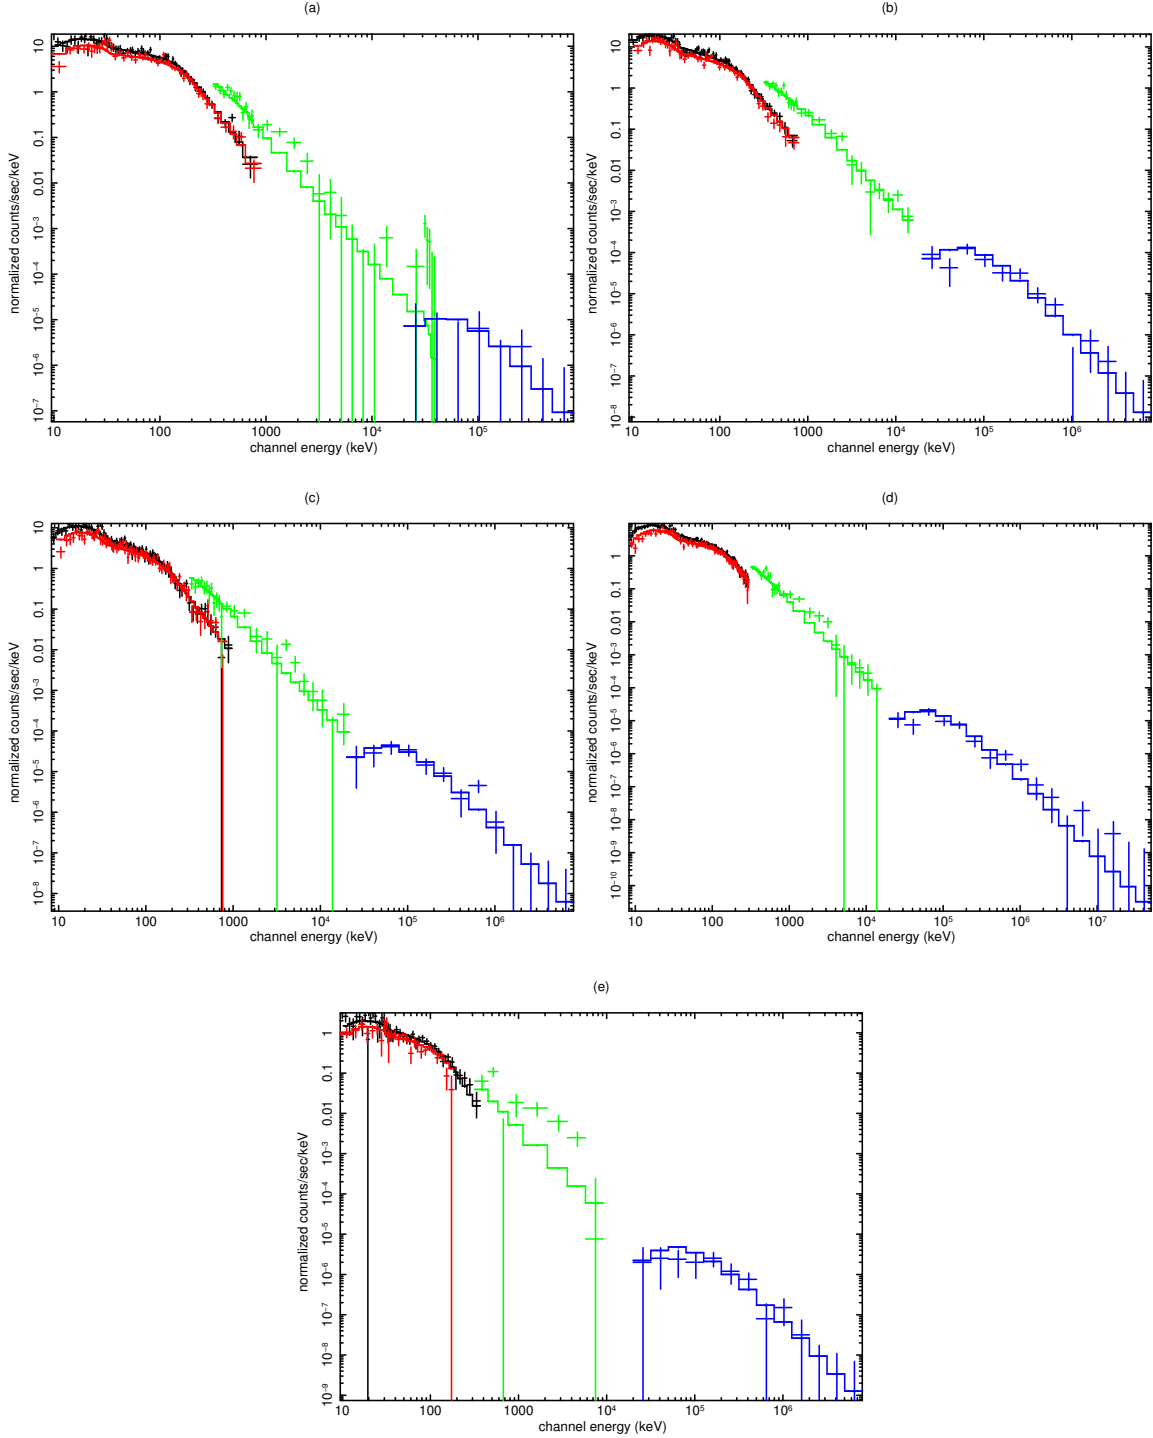 (a)
normalized counts/sec/keV
10
1
0.1
0.01
10⁻³
10⁻⁴
10⁻⁵
10⁻⁶
10⁻⁷
10 100 1000 10⁴ 10⁵
channel energy (keV)
(b)
normalized counts/sec/keV
10
1
0.1
0.01
10⁻³
10⁻⁴
10⁻⁵
10⁻⁶
10⁻⁷
10⁻⁸
10 100 1000 10⁴ 10⁵ 10⁶
channel energy (keV)
(c)
normalized counts/sec/keV
10
1
0.1
0.01
10⁻³
10⁻⁴
10⁻⁵
10⁻⁶
10⁻⁷
10⁻⁸
10 100 1000 10⁴ 10⁵ 10⁶
channel energy (keV)
(d)
normalized counts/sec/keV
1
0.1
0.01
10⁻³
10⁻⁴
10⁻⁵
10⁻⁶
10⁻⁷
10⁻⁸
10⁻⁹
10⁻¹⁰
10 100 1000 10⁴ 10⁵ 10⁶ 10⁷
channel energy (keV)
(e)
normalized counts/sec/keV
1
0.1
0.01
10⁻³
10⁻⁴
10⁻⁵
10⁻⁶
10⁻⁷
10⁻⁸
10⁻⁹
10 100 1000 10⁴ 10⁵ 10⁶
channel energy (keV)